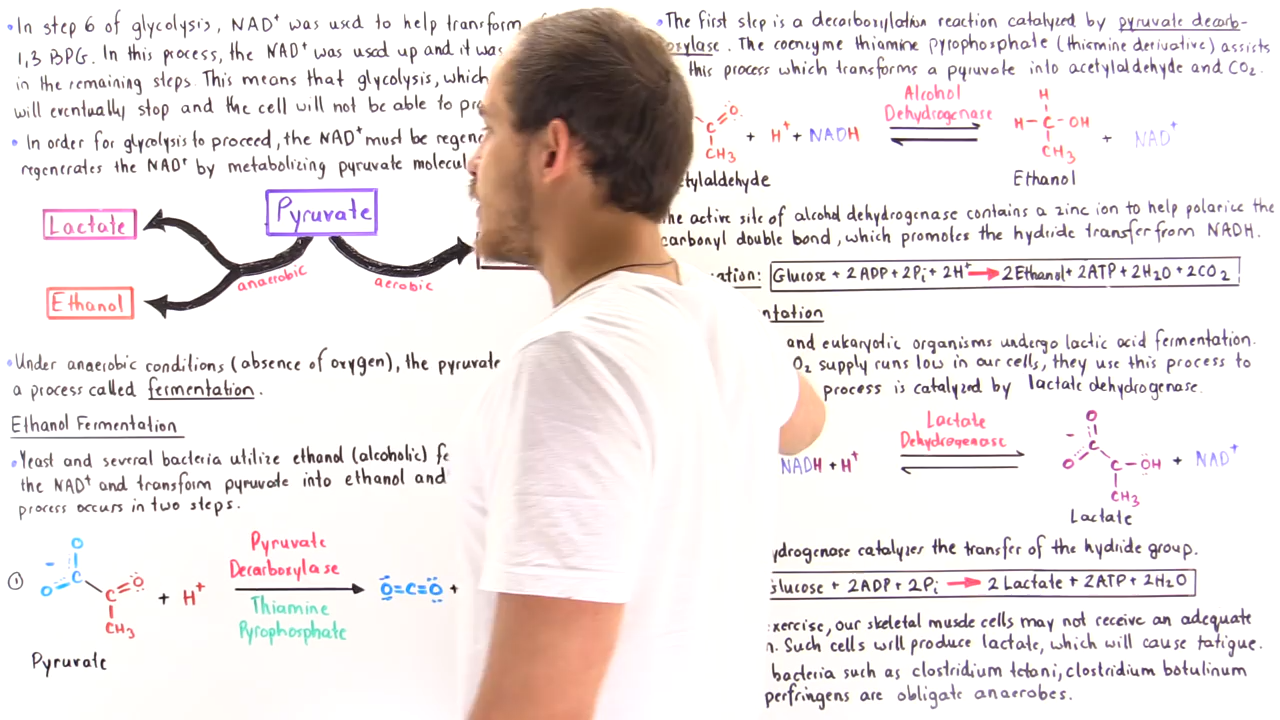 •In step 6 of glycolysis, NAD⁺ was used to help transform
1,3 BPG. In this process, the NAD⁺ was used up and it was
in the remaining steps. This means that glycolysis, which
will eventually stop and the cell will not be able to
• In order for glycolysis to proceed, the NAD⁺ must be
regenerates the NAD⁺ by metabolizing pyruvate
Pyruvate
Lactate
Ethanol
anaerobic
aerobic
•Under anaerobic conditions (absence of oxygen), the pyruvate
a process called fermentation.
Ethanol Fermentation
•Yeast and several bacteria utilize ethanol (alcoholic)
the NAD⁺ and transform pyruvate into ethanol and
process occurs in two steps.
①
O
-
O
C
C=O
CH₃
+ H⁺
Pyruvate
Decarboxylase
Thiamine
Pyrophosphate
O=C=O +
Pyruvate
•The first step is a decarboxylation reaction catalyzed by pyruvate decarb-
oxylase. The coenzyme thiamine pyrophosphate (thiamine derivative) assists
this process which transforms a pyruvate into acetylaldehyde and CO₂.
C=O
CH₃
+ H⁺ + NADH
Alcohol
Dehydrogenase
H
H-C-OH
CH₃
+ NAD⁺
Ethanol
active site of alcohol dehydrogenase contains a zinc ion to help polarize the
carbonyl double bond, which promotes the hydride transfer from NADH.
Glucose + 2ADP + 2Pi + 2H⁺ → 2Ethanol + 2ATP + 2H₂O + 2CO₂
and eukaryotic organisms undergo lactic acid fermentation.
O₂ supply runs low in our cells, they use this process to
process is catalyzed by lactate dehydrogenase.
NADH + H⁺
Lactate
Dehydrogenase
O
-
O
C
C-OH
CH₃
+ NAD⁺
Lactate
catalyzes the transfer of the hydride group.
Glucose + 2ADP + 2Pi → 2 Lactate + 2ATP + 2H₂O
exercise, our skeletal muscle cells may not receive an adequate
Such cells will produce lactate, which will cause fatigue.
bacteria such as clostridium tetani, clostridium botulinum
perfringens are obligate anaerobes.